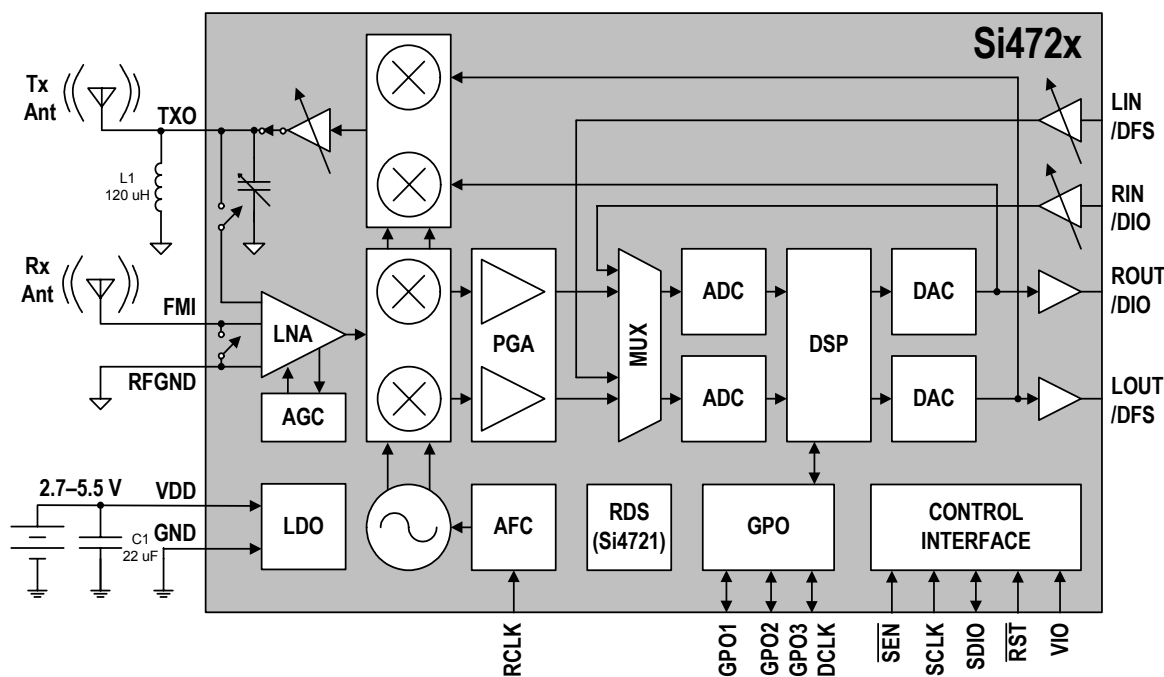 Si472x
Tx
Ant
TXO
LIN
/DFS
L1
120 uH
RIN
/DIO
Rx
Ant
FMI
LNA
RFGND
AGC
PGA
MUX
ADC
ADC
DSP
DAC
DAC
ROUT
/DIO
LOUT
/DFS
2.7–5.5 V
VDD
GND
C1
22 uF
LDO
AFC
RDS
(Si4721)
GPO
CONTROL
INTERFACE
RCLK
GPO1
GPO2
GPO3
DCLK
SEN
SCLK
SDIO
RST
VIO